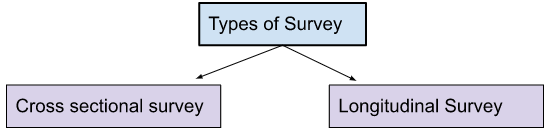 Types of Survey
Cross sectional survey
Longitudinal Survey